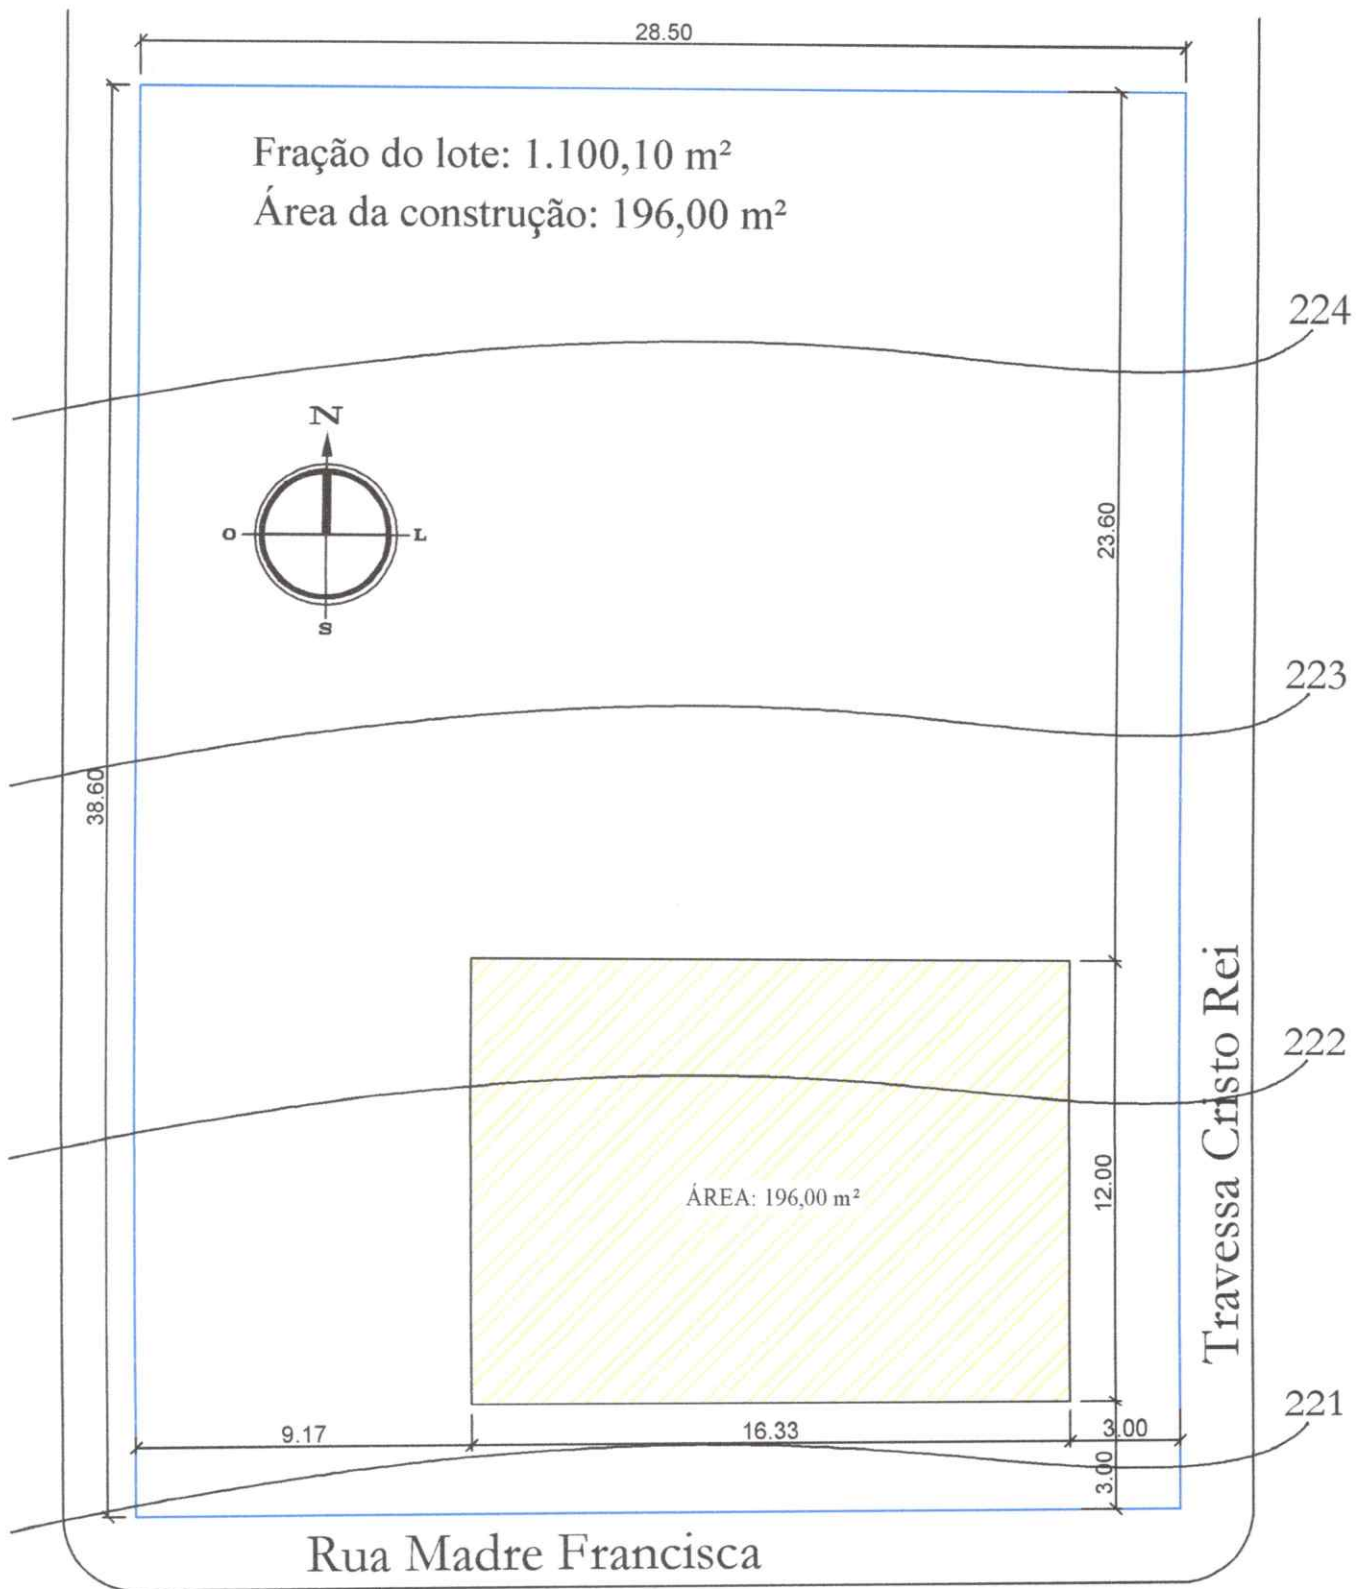 28.50
Fração do lote: 1.100,10 m²
Área da construção: 196,00 m²
224
N
O
L
S
23.60
223
38.60
Travessa Cristo Rei
222
12.00
ÁREA: 196,00 m²
221
9.17
16.33
3.00
3.00
Rua Madre Francisca